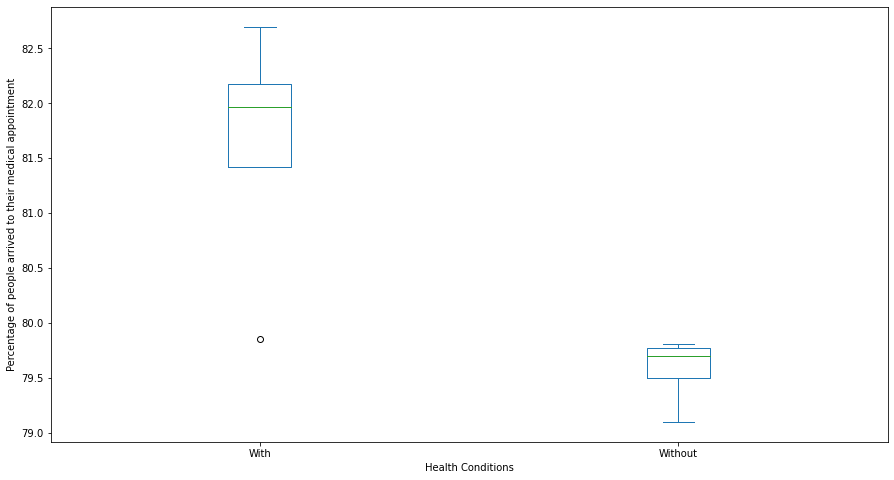 Percentage of people arrived to their medical appointment
82.5
82.0
81.5
81.0
80.5
80.0
79.5
79.0
With
Without
Health Conditions